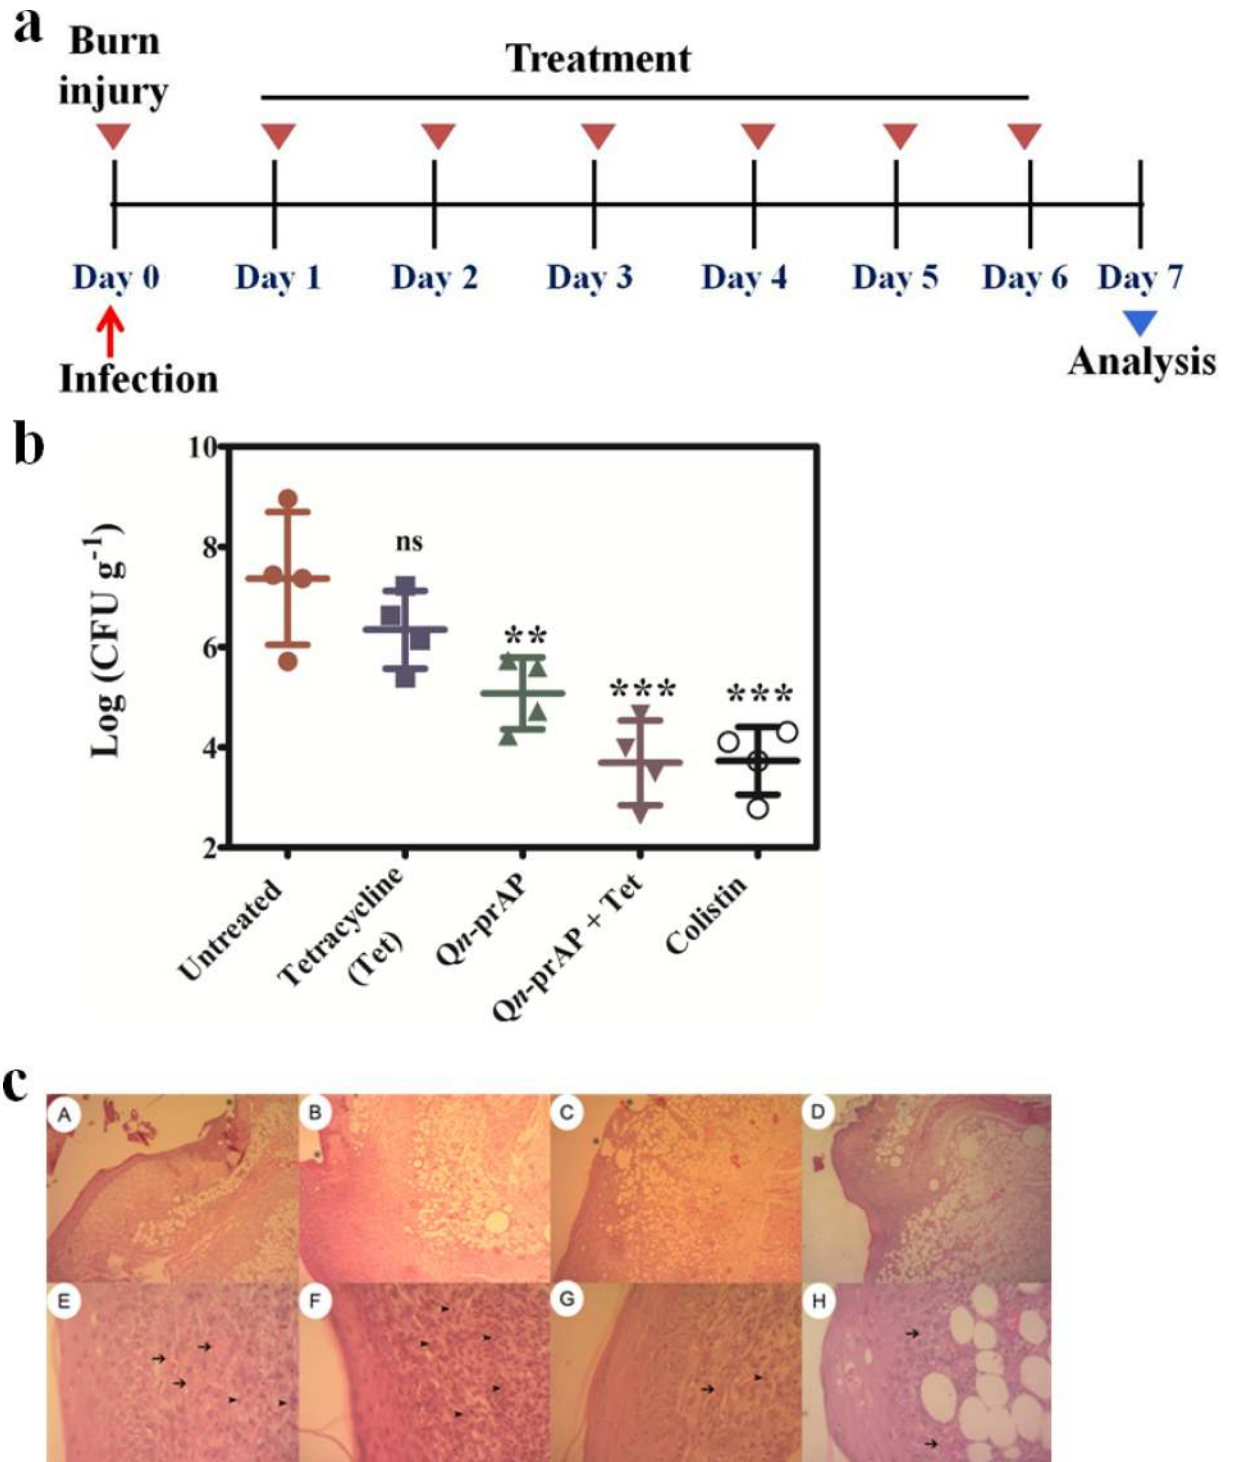 a
Burn
injury
Treatment
Day 0 Day 1 Day 2 Day 3 Day 4 Day 5 Day 6 Day 7
Infection
Analysis
b
Log (CFU g⁻¹)
10
8
6
4
2
ns
**
***
***
Untreated
Tetracycline
(Tet)
Qn-prAP
Qn-prAP + Tet
Colistin
c
A B C D
E F G H